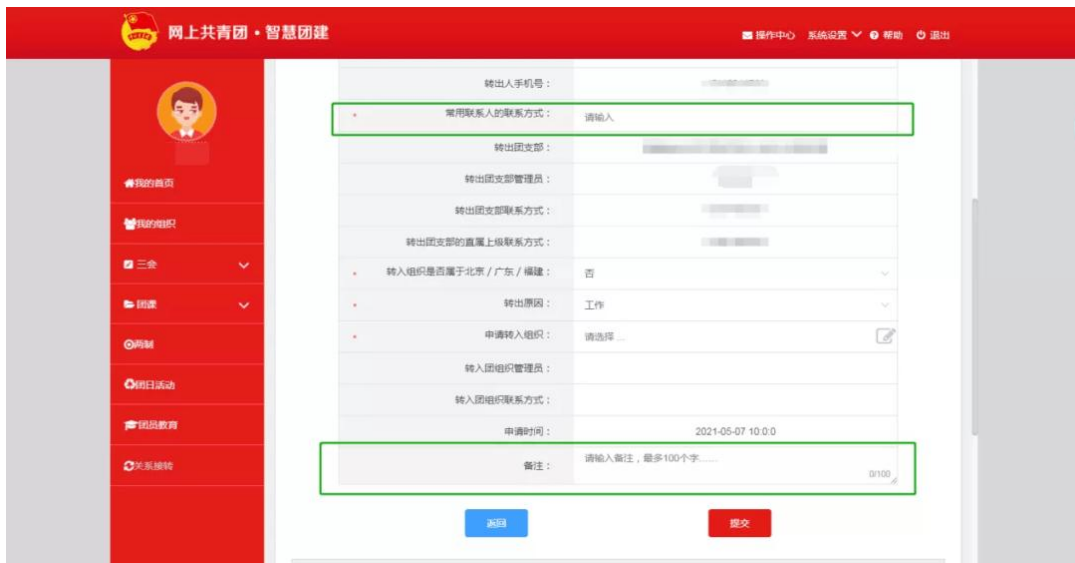 网上共青团·智慧团建
操作中心 系统设置 帮助 退出
转出人手机号：
* 常用联系人的联系方式： 请输入
转出团支部：
我的首页
转出团支部管理员：
我的组织
转出团支部联系方式：
转出团支部的直属上级联系方式：
三会
* 转入组织是否属于北京/广东/福建： 否
团课
* 转出原因： 工作
* 申请转入组织： 请选择 ...
两制
转入团组织管理员：
团日活动
转入团组织联系方式：
团员教育
申请时间： 2021-05-07 10:0:0
关系接转
备注： 请输入备注，最多100个字......
0/100
返回 提交